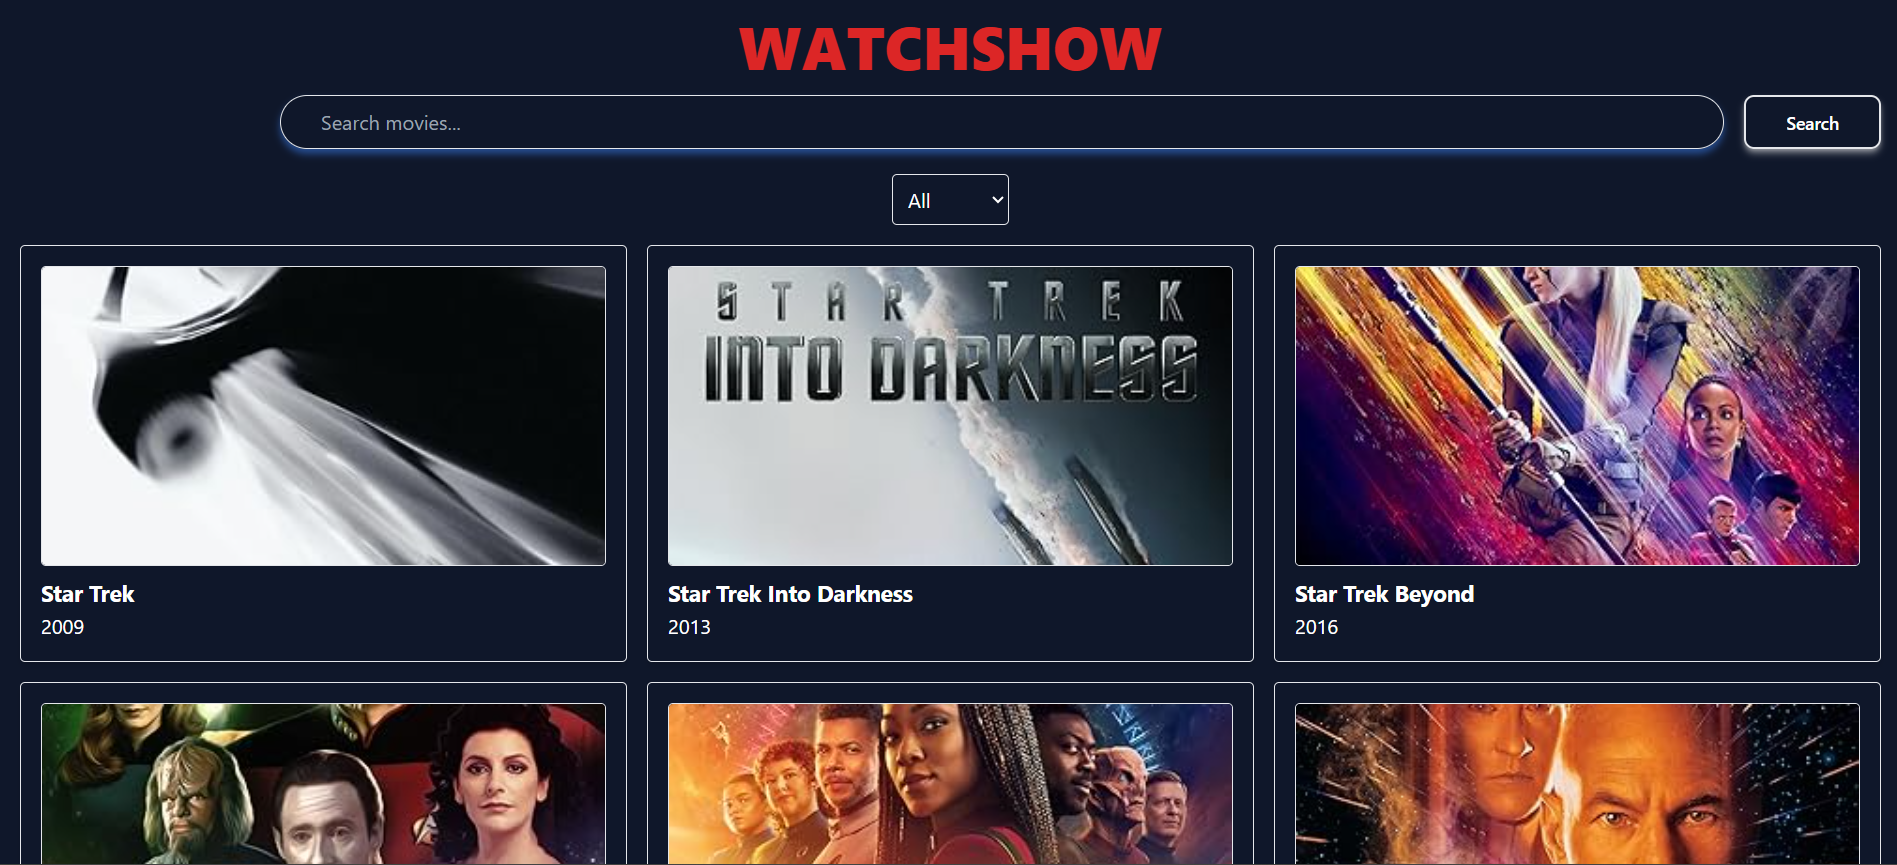 WATCHSHOW
Search movies...
Search
All
STAR TREK
INTO DARKNESS
Star Trek
2009
Star Trek Into Darkness
2013
Star Trek Beyond
2016